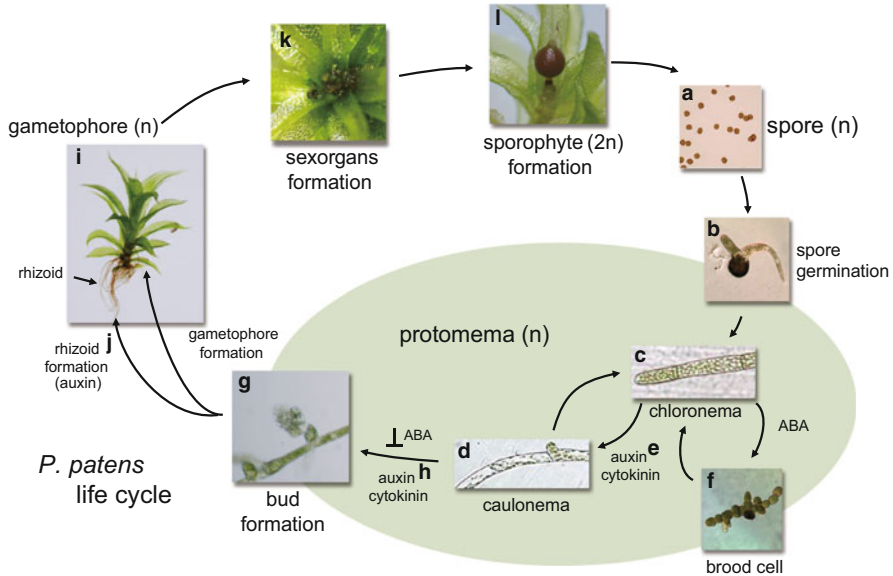 k
l
a
gametophore (n)
spore (n)
i
sexorgans
formation
sporophyte (2n)
formation
b
spore
germination
rhizoid
protomema (n)
gametophore
formation
j
rhizoid
formation
(auxin)
c
chloronema
g
ABA
ABA
d
auxin
cytokinin
e
f
auxin
cytokinin
h
P. patens
life cycle
bud
formation
caulonema
brood cell